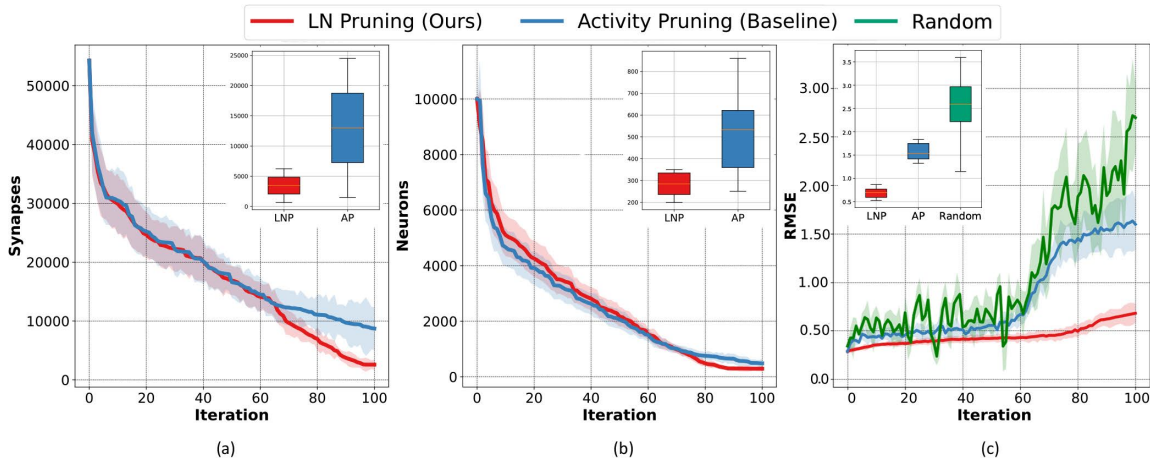 LN Pruning (Ours) Activity Pruning (Baseline) Random
Synapses
50000
40000
30000
20000
10000
0
0 20 40 60 80 100
Iteration
25000
20000
15000
10000
5000
0
LNP AP
(a)
Neurons
10000
8000
6000
4000
2000
0
0 20 40 60 80 100
Iteration
800
700
600
500
400
300
200
LNP AP
(b)
RMSE
3.00
2.50
2.00
1.50
1.00
0.50
0.0
0 20 40 60 80 100
Iteration
3.5
3.0
2.5
2.0
1.5
1.0
0.5
LNP AP Random
(c)